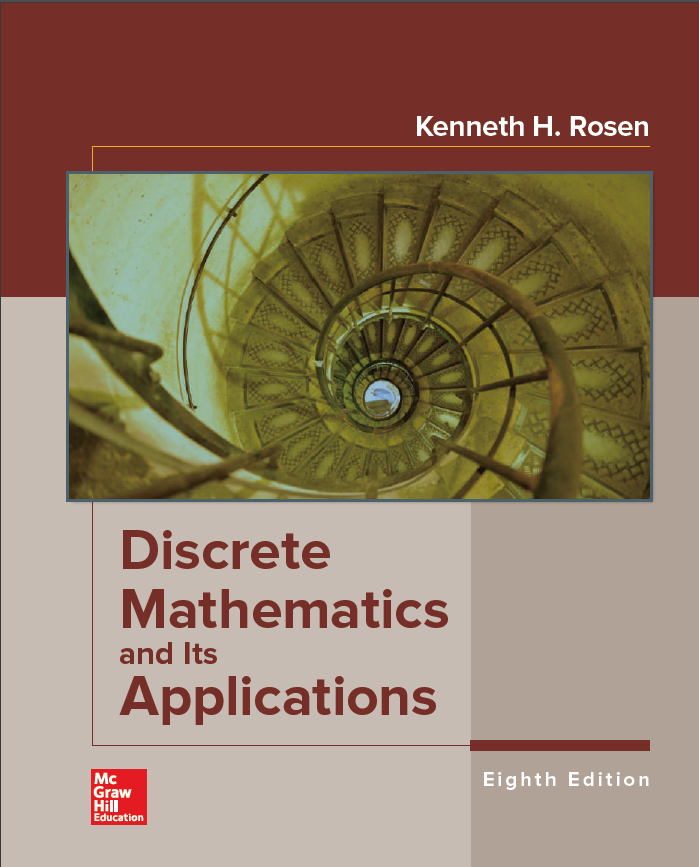 Kenneth H. Rosen
Discrete
Mathematics
and Its
Applications
Eighth Edition
Mc
Graw
Hill
Education